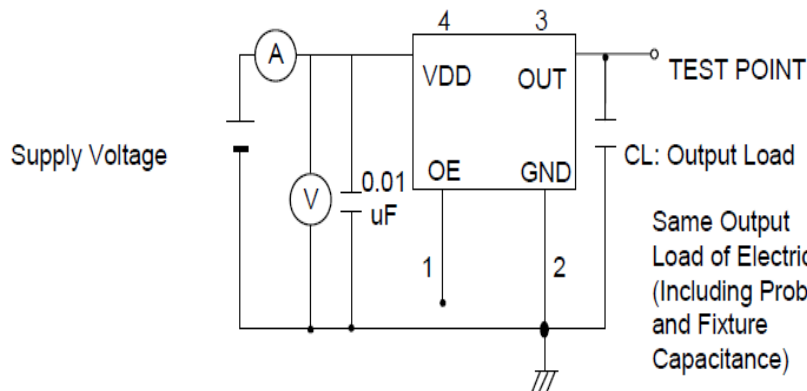 4 3
A
VDD OUT
TEST POINT
Supply Voltage
V
0.01
uF
OE GND
CL: Output Load
1 2
Same Output
Load of Electric
(Including Prob
and Fixture
Capacitance)